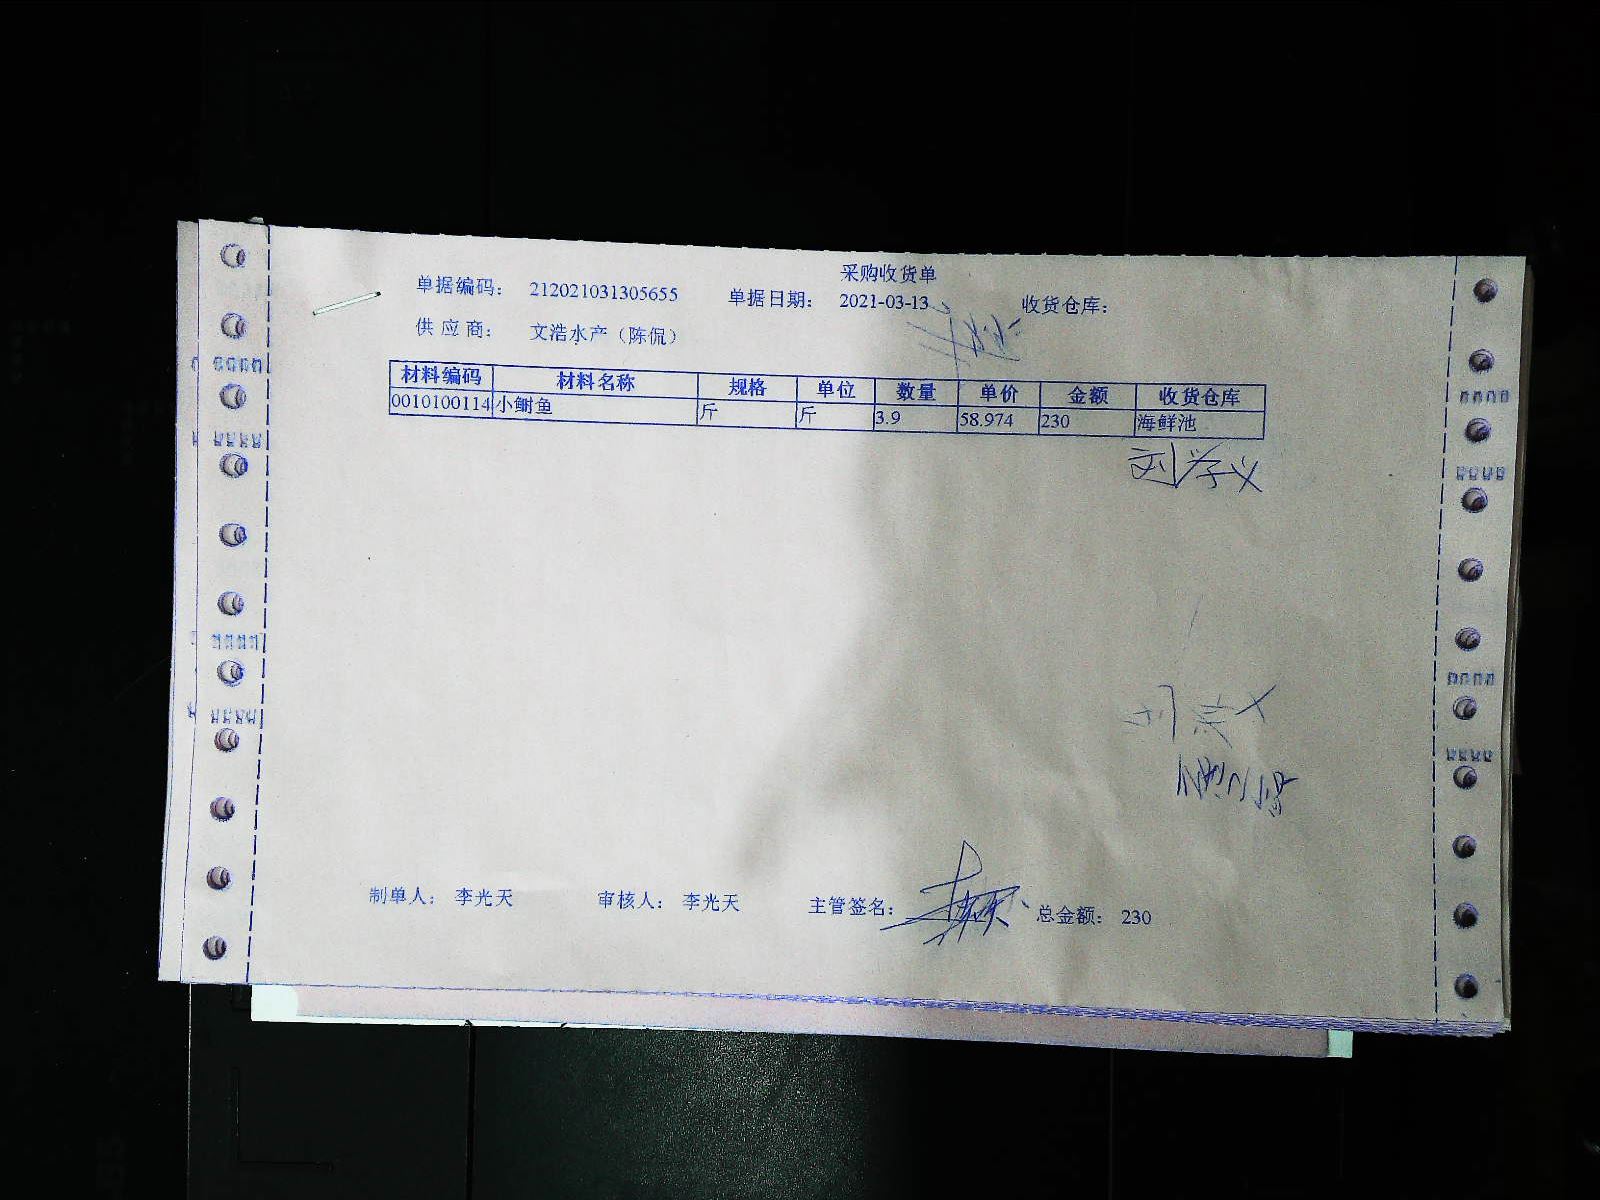 采购收货单
单据编码： 212021031305655 单据日期： 2021-03-13 收货仓库：
供 应 商： 文浩水产（陈侃）
材料编码 材料名称 规格 单位 数量 单价 金额 收货仓库
0010100114 小鲥鱼 斤 斤 3.9 58.974 230 海鲜池
制单人： 李光天 审核人： 李光天 主管签名： 总金额： 230